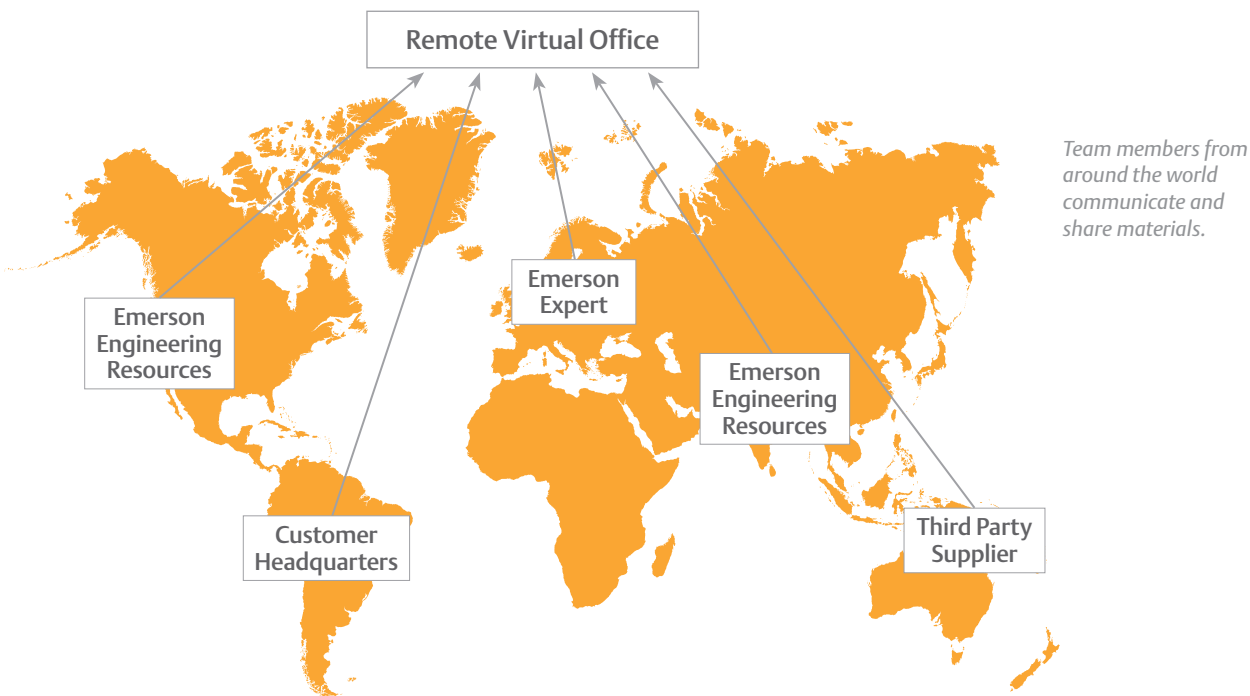 Remote Virtual Office
Team members from
around the world
communicate and
share materials.
Emerson
Expert
Emerson
Engineering
Resources
Emerson
Engineering
Resources
Customer
Headquarters
Third Party
Supplier